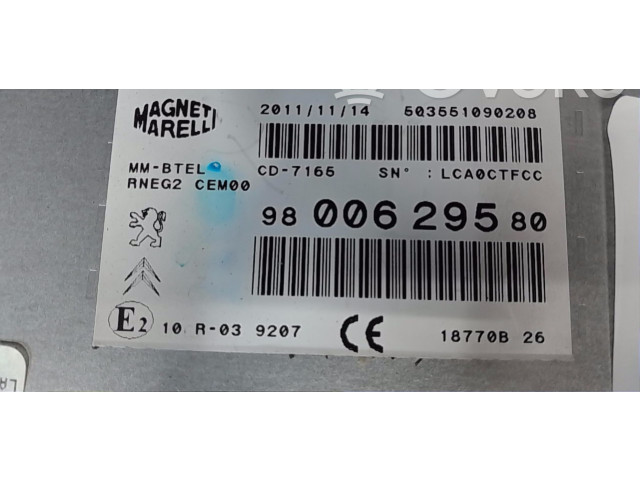 MAGNETI
MARELLI
2011/11/14 503551090208
MM-BTEL CD-7165 SN° : LCA0CTFCC
RNEG2 CEM00
98 006 295 80
E2 10 R-03 9207 CE 18770B 26
LA